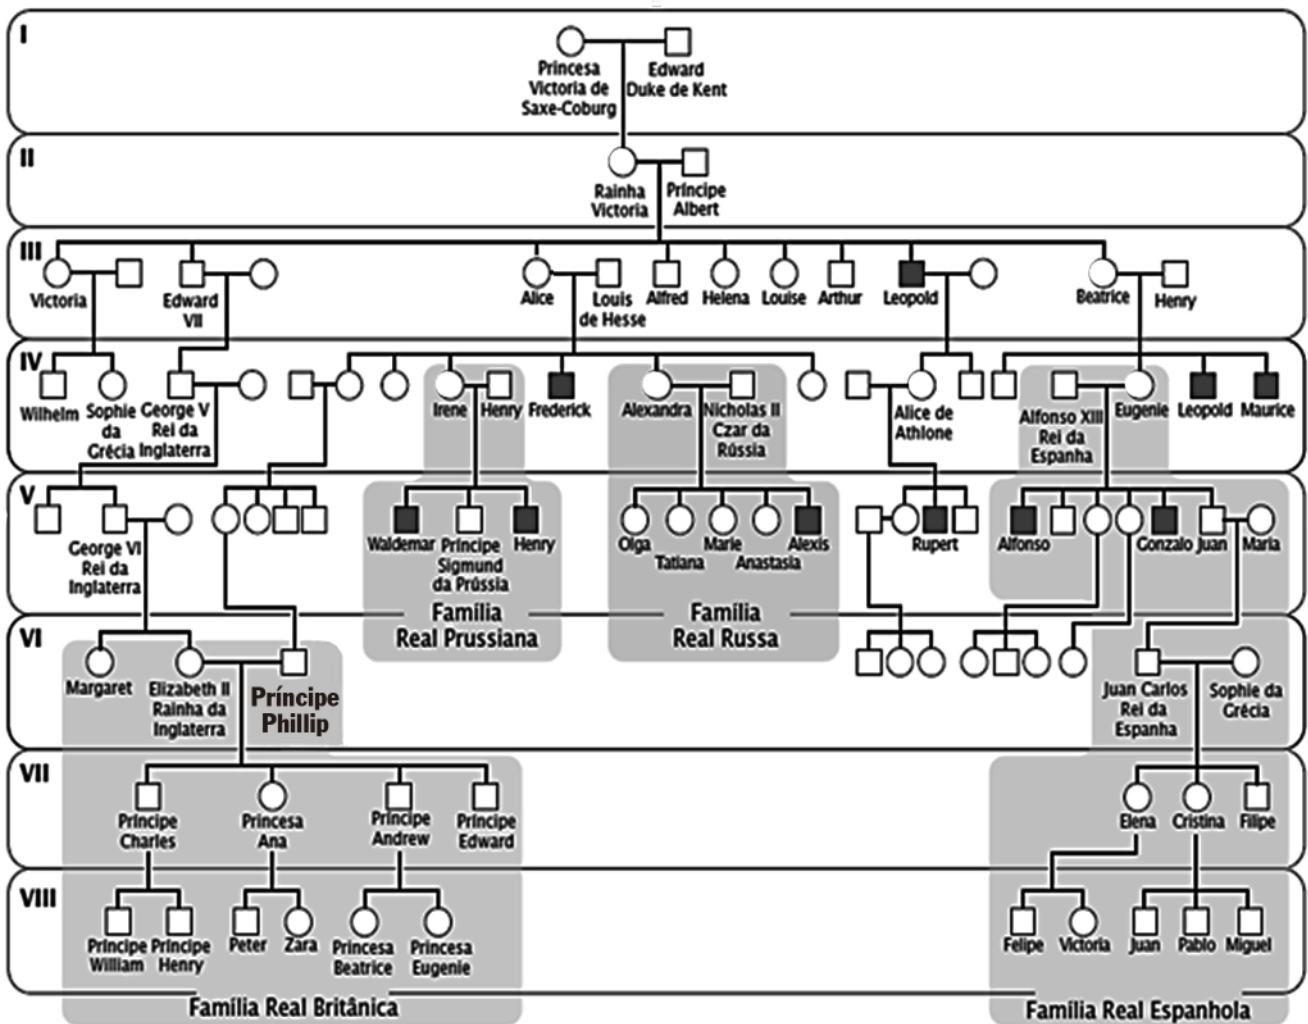 I
Princesa
Victoria de
Saxe-Coburg
Edward
Duke de Kent
II
Rainha
Victoria
Príncipe
Albert
III
Victoria
Edward
VII
Alice
Louis
de Hesse
Alfred
Helena
Louise
Arthur
Leopold
Beatrice
Henry
IV
Wilhelm
Sophie
da
Grécia
George V
Rei da
Inglaterra
Irene
Henry
Frederick
Alexandra
Nicholas II
Czar da
Rússia
Alice de
Athlone
Alfonso XIII
Rei da
Espanha
Eugenie
Leopold
Maurice
V
George VI
Rei da
Inglaterra
Waldemar
Príncipe
Sigmund
da Prússia
Henry
Olga
Tatiana
Marie
Anastasia
Alexis
Rupert
Alfonso
Gonzalo
Juan
Maria
Família
Real Prussiana
Família
Real Russa
VI
Margaret
Elizabeth II
Rainha da
Inglaterra
Príncipe
Phillip
Juan Carlos
Rei da
Espanha
Sophie da
Grécia
VII
Príncipe
Charles
Princesa
Ana
Príncipe
Andrew
Príncipe
Edward
Elena
Cristina
Filipe
VIII
Príncipe
William
Príncipe
Henry
Peter
Zara
Princesa
Beatrice
Princesa
Eugenie
Felipe
Victoria
Juan
Pablo
Miguel
Família Real Britânica
Família Real Espanhola